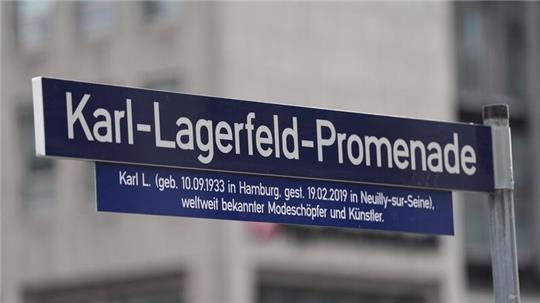 Karl-Lagerfeld-Promenade
Karl L. (geb. 10.09.1933 in Hamburg, gest. 19.02.2019 in Neuilly-sur-Seine),
weltweit bekannter Modeschöpfer und Künstler.